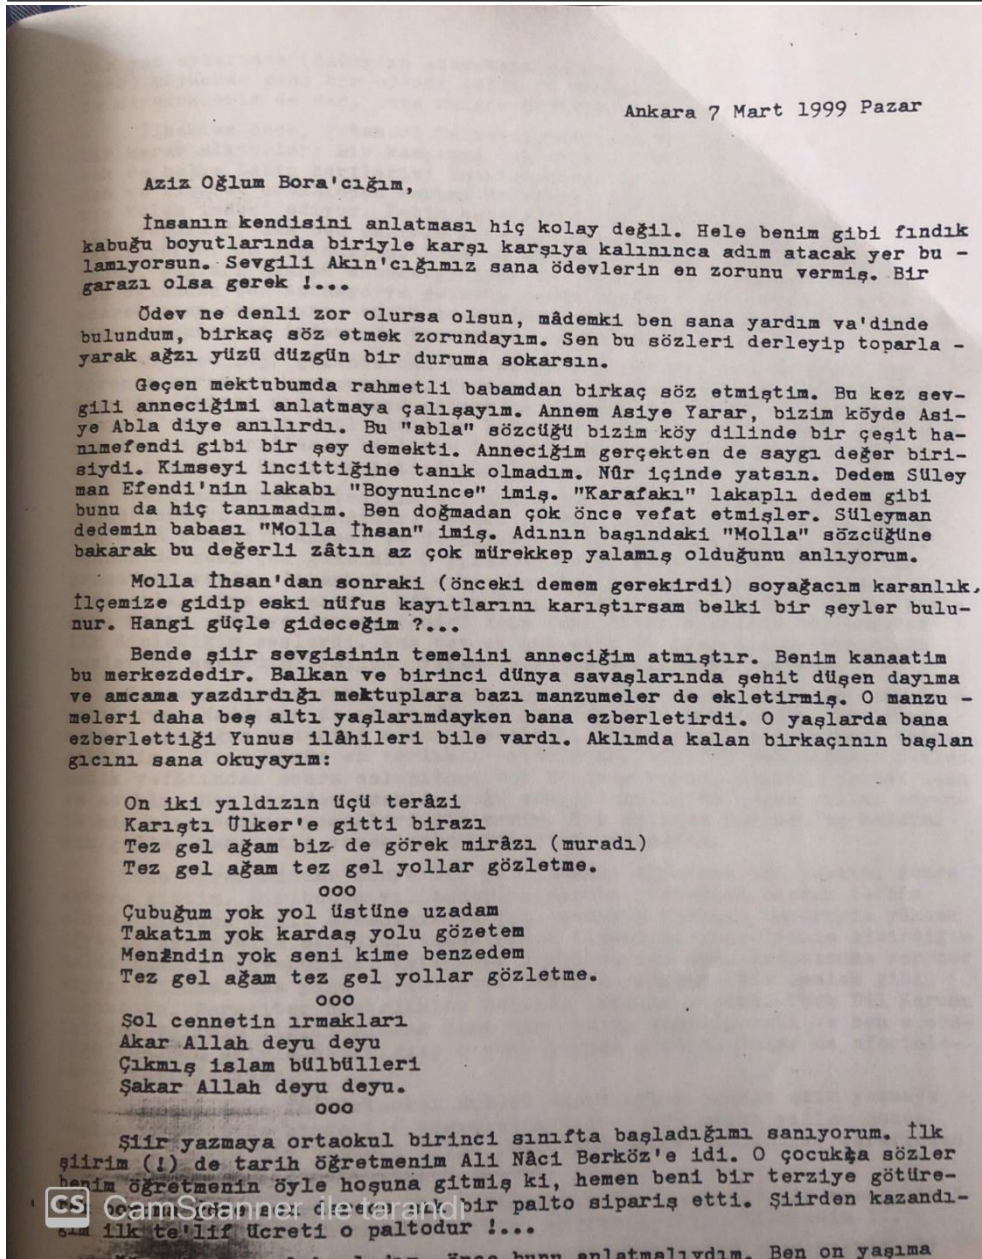 Ankara 7 Mart 1999 Pazar
Aziz Oğlum Bora'cığım,
İnsanın kendisini anlatması hiç kolay değil. Hele benim gibi fındık
kabuğu boyutlarında biriyle karşı karşıya kalınınca adım atacak yer bu -
lamıyorsun. Sevgili Akın'cığımız sana ödevlerin en zorunu vermiş. Bir
garazı olsa gerek !...
Ödev ne denli zor olursa olsun, mâdemki ben sana yardım va'dinde
bulundum, birkaç söz etmek zorundayım. Sen bu sözleri derleyip toparla -
yarak ağzı yüzü düzgün bir duruma sokarsın.
Geçen mektubumda rahmetli babamdan birkaç söz etmiştim. Bu kez sev-
gili anneciğimi anlatmaya çalışayım. Annem Asiye Yarar, bizim köyde Asi-
ye Abla diye anılırdı. Bu "abla" sözcüğü bizim köy dilinde bir çeşit ha-
nımefendi gibi bir şey demekti. Anneciğim gerçekten de saygı değer biri-
siydi. Kimseyi incittiğine tanık olmadım. Nûr içinde yatsın. Dedem Süley
man Efendi'nin lakabı "Boynuince" imiş. "Karafakı" lakaplı dedem gibi
bunu da hiç tanımadım. Ben doğmadan çok önce vefat etmişler. Süleyman
dedemin babası "Molla İhsan" imiş. Adının başındaki "Molla" sözcüğüne
bakarak bu değerli zâtın az çok mürekkep yalamış olduğunu anlıyorum.
Molla İhsan'dan sonraki (önceki demem gerekirdi) soyağacım karanlık.
İlçemize gidip eski nüfus kayıtlarını karıştırsam belki bir şeyler bulu-
nur. Hangi güçle gideceğim ?...
Bende şiir sevgisinin temelini anneciğim atmıştır. Benim kanaatim
bu merkezdedir. Balkan ve birinci dünya savaşlarında şehit düşen dayıma
ve amcama yazdırdığı mektuplara bazı manzumeler de ekletirmiş. O manzu -
meleri daha beş altı yaşlarımdayken bana ezberletirdi. O yaşlarda bana
ezberlettiği Yunus ilâhileri bile vardı. Aklımda kalan birkaçının başlan
gıcını sana okuyayım:
On iki yıldızın üçü terâzi
Karıştı Ülker'e gitti birazı
Tez gel ağam biz de görek mirâzı (muradı)
Tez gel ağam tez gel yollar gözletme.
ooo
Çubuğum yok yol üstüne uzadam
Takatım yok kardaş yolu gözetem
Menendin yok seni kime benzedem
Tez gel ağam tez gel yollar gözletme.
ooo
Şol cennetin ırmakları
Akar Allah deyu deyu
Çıkmış islam bülbülleri
Şakar Allah deyu deyu.
ooo
Şiir yazmaya ortaokul birinci sınıfta başladığımı sanıyorum. İlk
şiirim (!) de tarih öğretmenim Ali Nâci Berköz'e idi. O çocukça sözler
benim öğretmenin öyle hoşuna gitmiş ki, hemen beni bir terziye götüre-
bir palto sipariş etti. Şiirden kazandı-
ğım ilk te'lif ücreti o paltodur !...
önce bunu anlatmalıydım. Ben on yaşıma
CS CamScanner ile tarandı